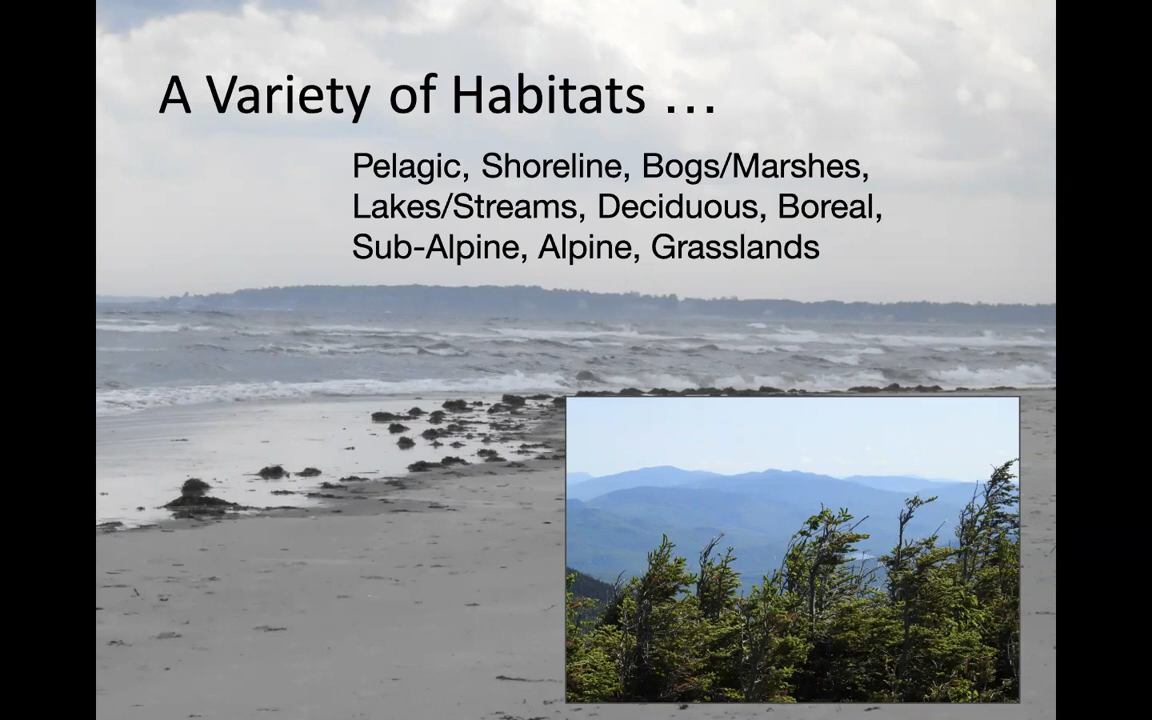 A Variety of Habitats ...
Pelagic, Shoreline, Bogs/Marshes,
Lakes/Streams, Deciduous, Boreal,
Sub-Alpine, Alpine, Grasslands